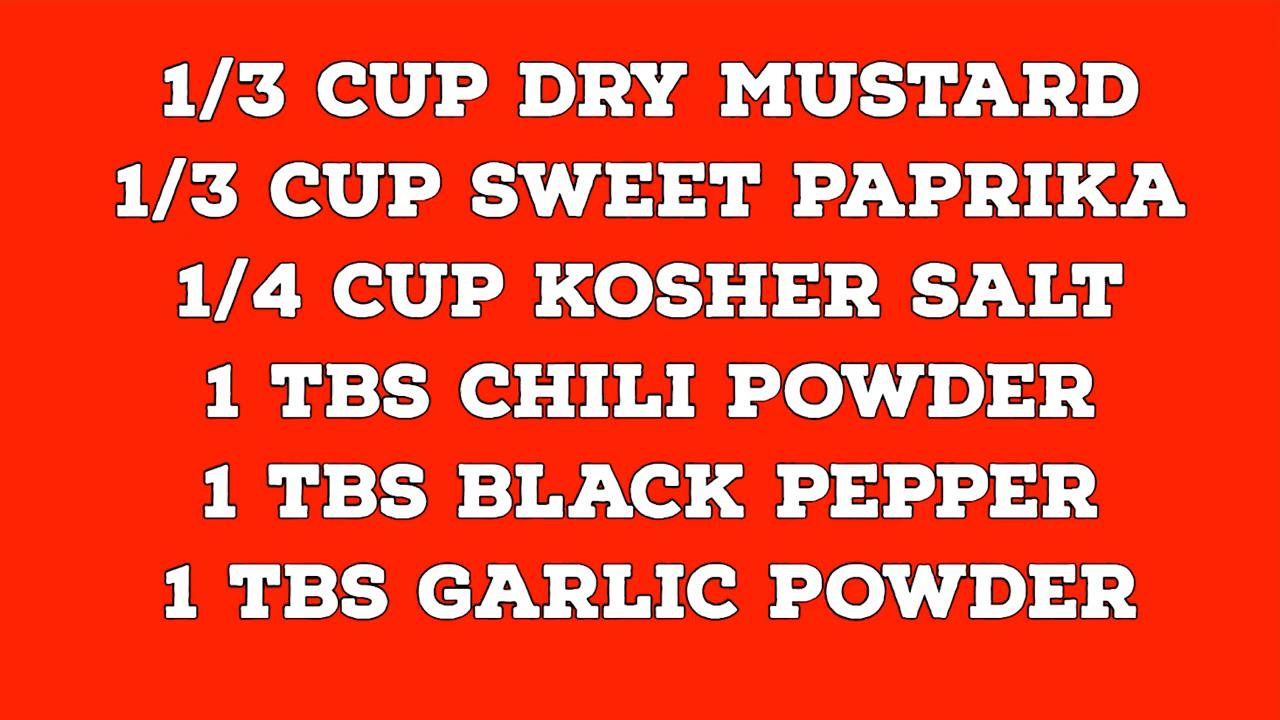 1/3 CUP DRY MUSTARD
1/3 CUP SWEET PAPRIKA
1/4 CUP KOSHER SALT
1 TBS CHILI POWDER
1 TBS BLACK PEPPER
1 TBS GARLIC POWDER